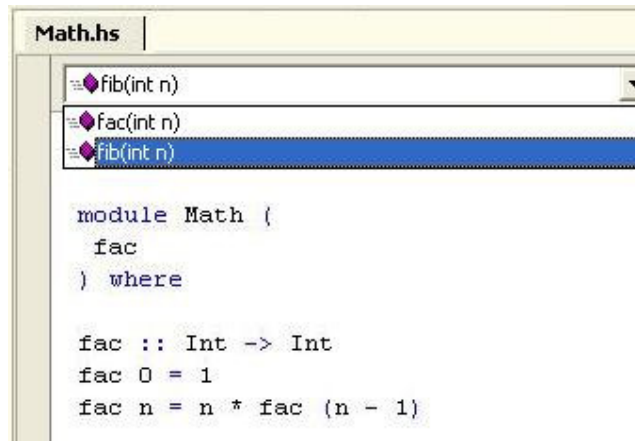 Math.hs
fib(int n)
fac(int n)
fib(int n)
module Math (
fac
) where
fac :: Int -> Int
fac 0 = 1
fac n = n * fac (n - 1)